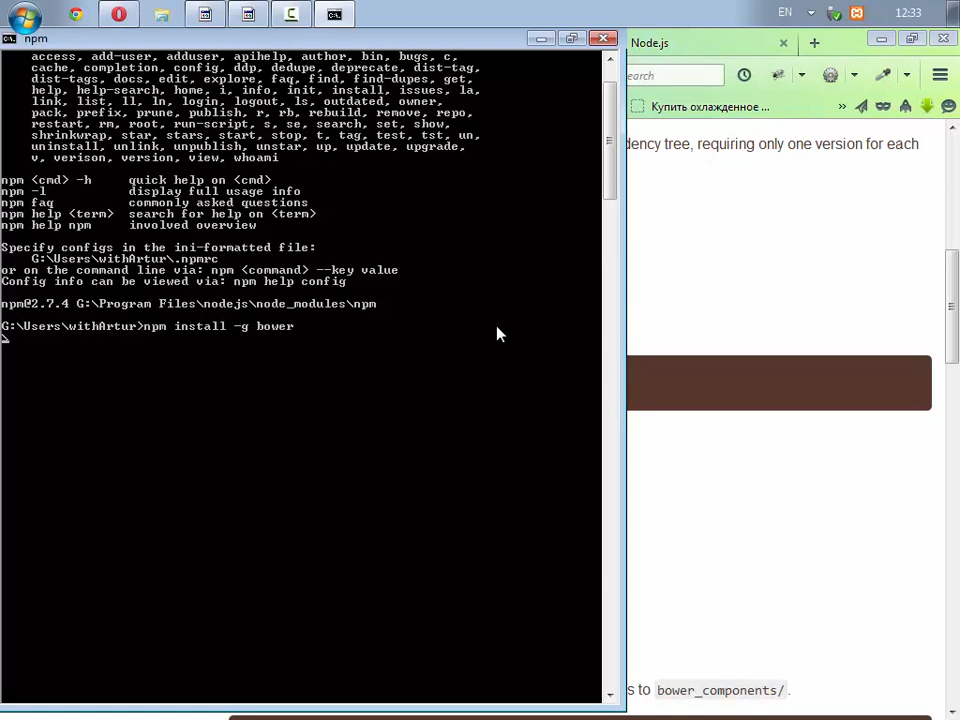 EN
12:33
npm
Node.js
access, add-user, adduser, apihelp, author, bin, bugs, c,
cache, completion, config, ddp, dedupe, deprecate, dist-tag,
dist-tags, docs, edit, explore, faq, find, find-dupes, get,
help, help-search, home, i, info, init, install, issues, la,
link, list, ll, ln, login, logout, ls, outdated, owner,
pack, prefix, prune, publish, r, rb, rebuild, remove, repo,
restart, rm, root, run-script, s, se, search, set, show,
shrinkwrap, star, stars, start, stop, t, tag, test, tst, un,
uninstall, unlink, unpublish, unstar, up, update, upgrade,
v, verison, version, view, whoami
npm <cmd> -h quick help on <cmd>
npm -l display full usage info
npm faq commonly asked questions
npm help <term> search for help on <term>
npm help npm involved overview
Specify configs in the ini-formatted file:
G:\Users\withArtur\.npmrc
or on the command line via: npm <command> --key value
Config info can be viewed via: npm help config
npm@2.7.4 G:\Program Files\nodejs\node_modules\npm
G:\Users\withArtur>npm install -g bower
earch
Купить охлажденное ...
dency tree, requiring only one version for each
s to bower_components/.